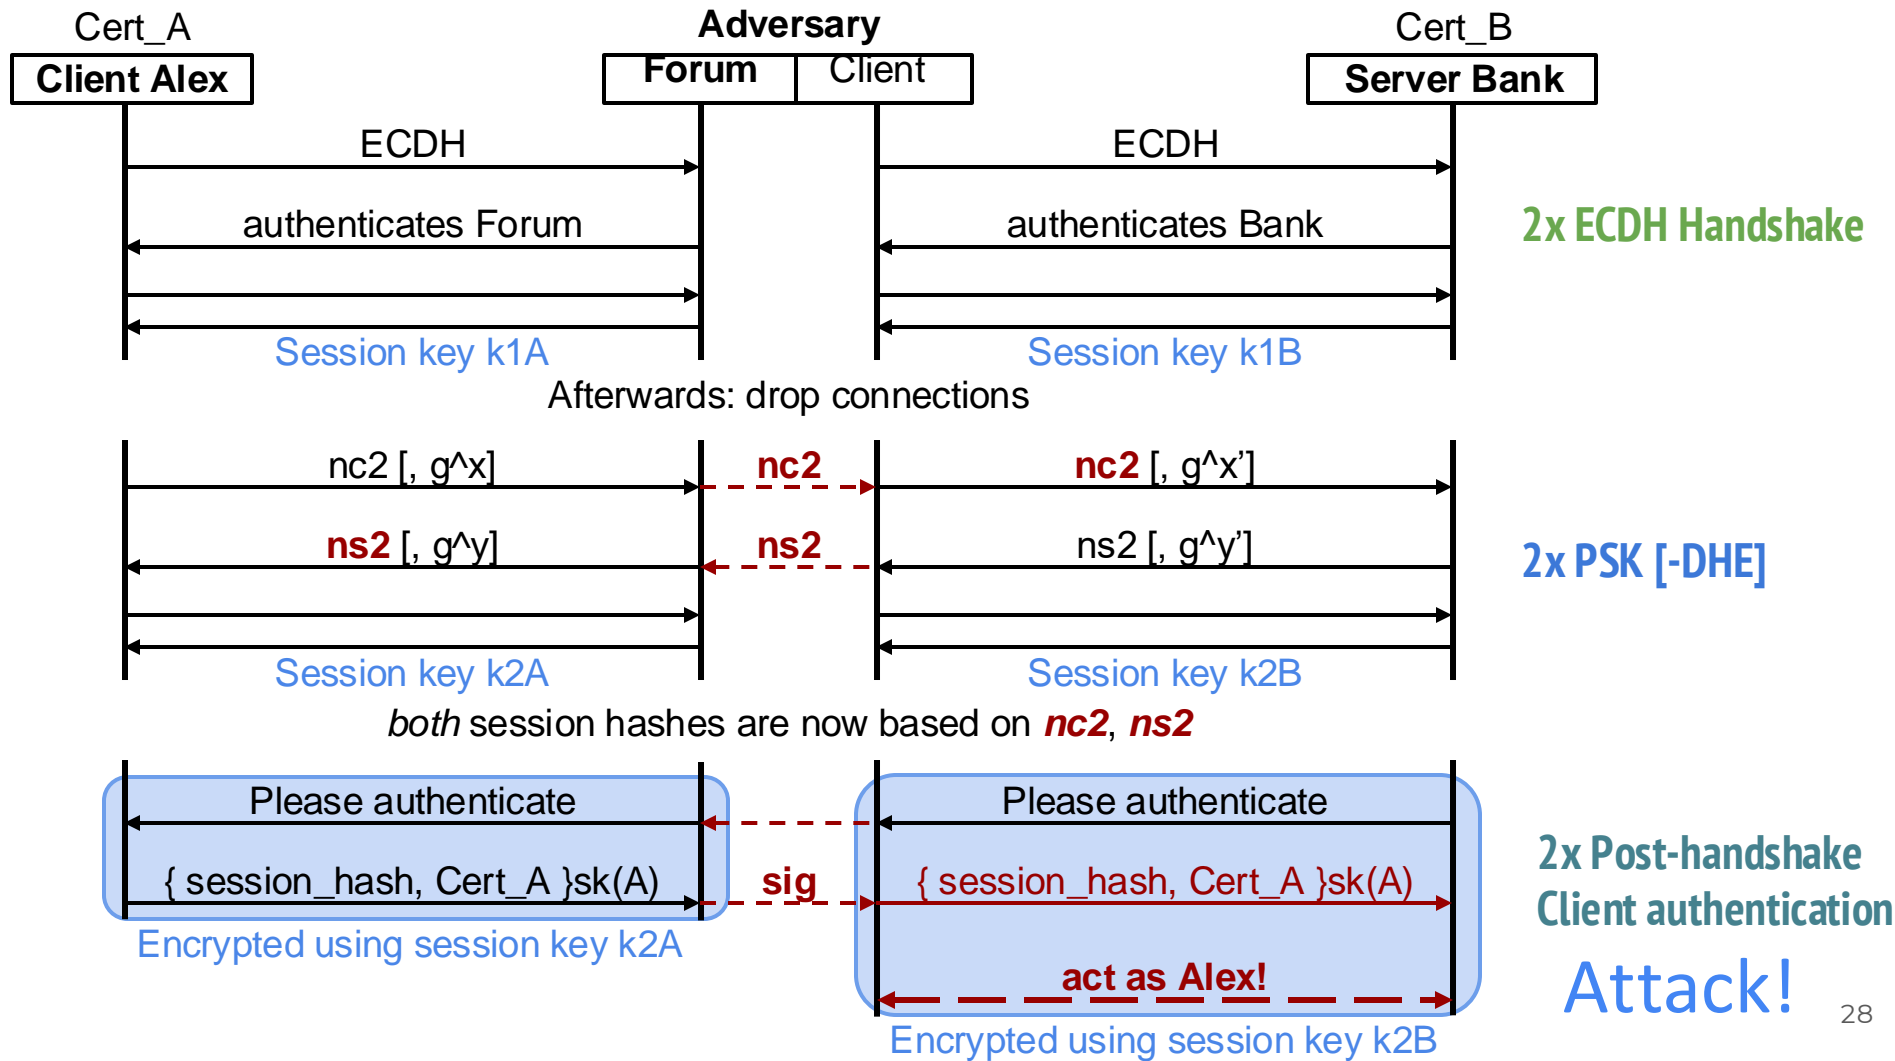 Cert_A
Adversary
Cert_B
Client Alex
Forum
Client
Server Bank
ECDH
ECDH
authenticates Forum
authenticates Bank
2x ECDH Handshake
Session key k1A
Session key k1B
Afterwards: drop connections
nc2 [, g^x]
nc2
nc2 [, g^x’]
ns2 [, g^y]
ns2
ns2 [, g^y’]
2x PSK [-DHE]
Session key k2A
Session key k2B
both session hashes are now based on nc2, ns2
Please authenticate
Please authenticate
{ session_hash, Cert_A }sk(A)
sig
{ session_hash, Cert_A }sk(A)
2x Post-handshake
Client authentication
Encrypted using session key k2A
act as Alex!
Attack!
28
Encrypted using session key k2B